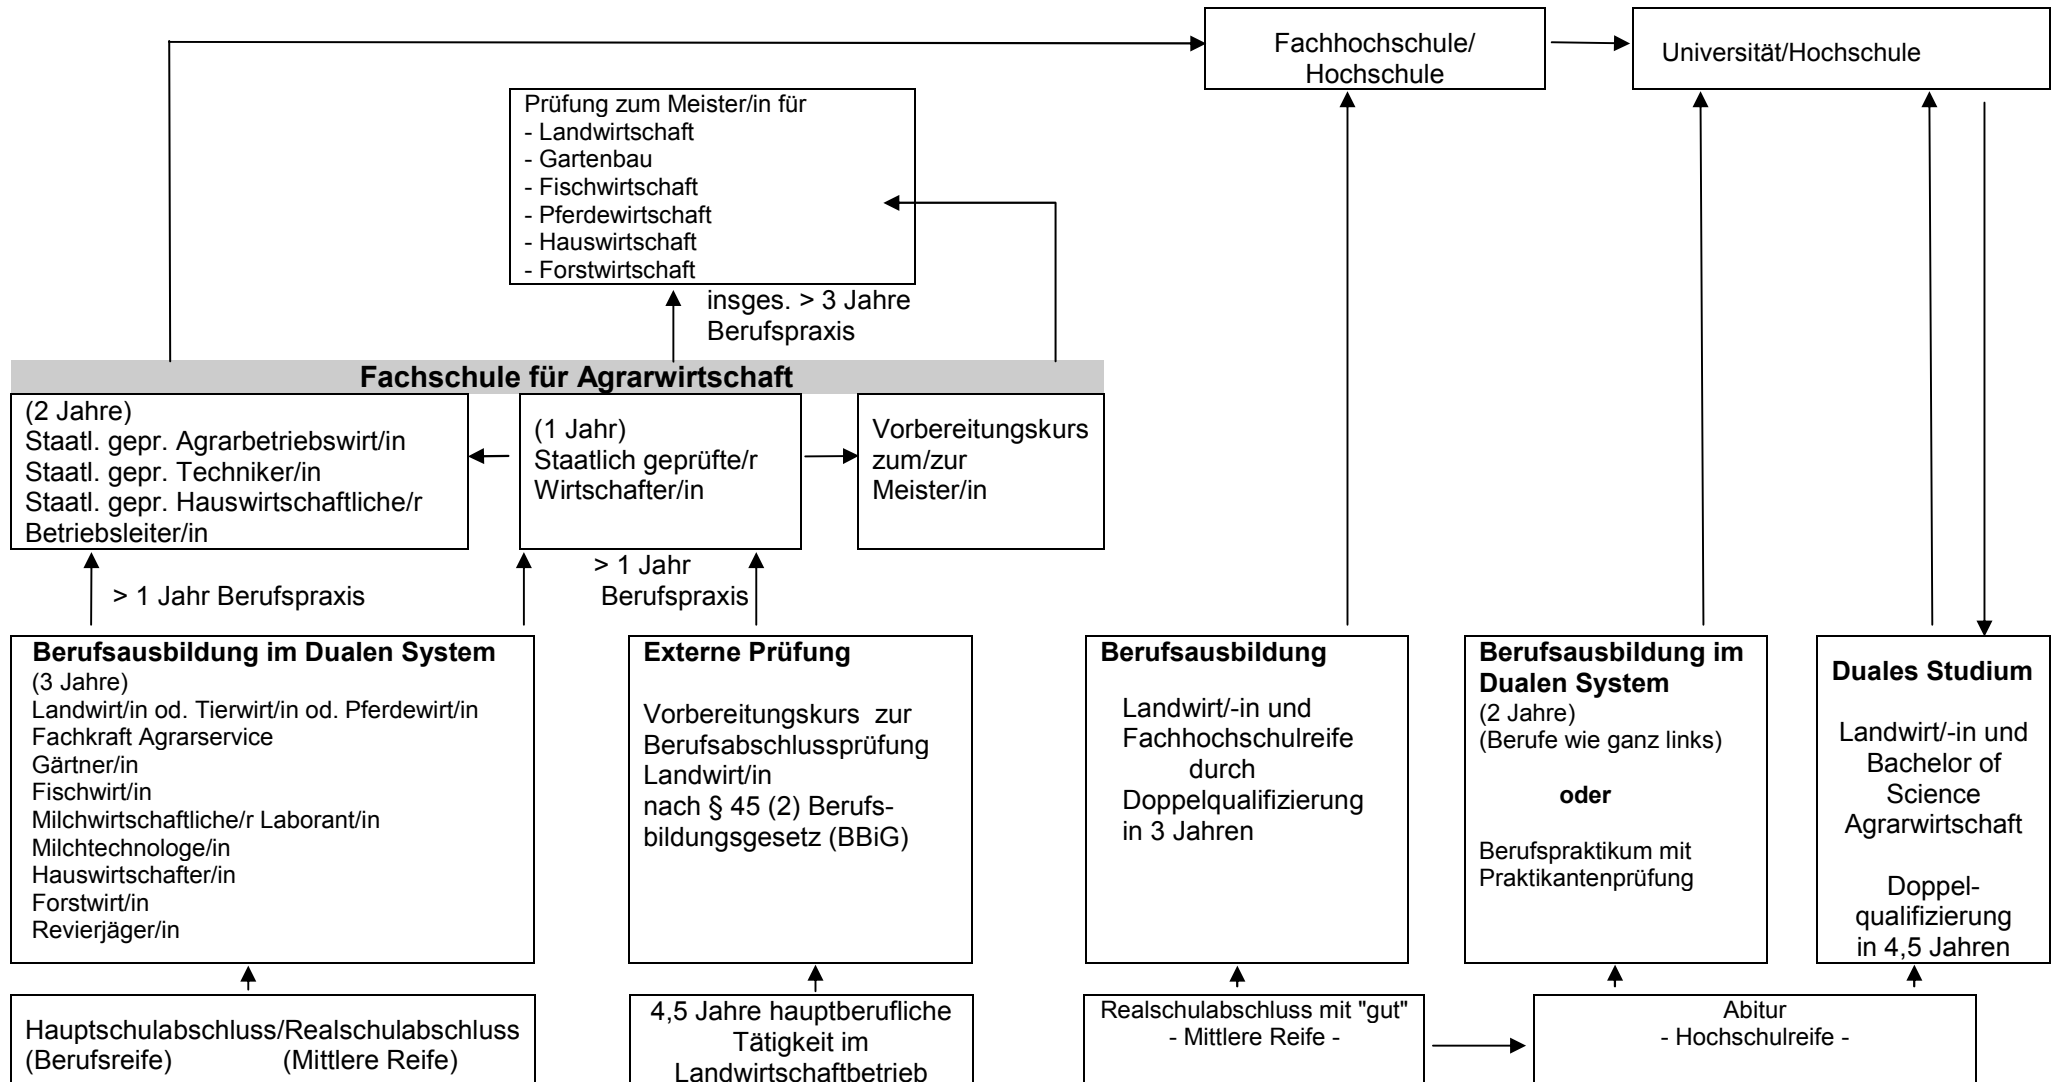 Fachhochschule/
Hochschule
Universität/Hochschule
Prüfung zum Meister/in für
- Landwirtschaft
- Gartenbau
- Fischwirtschaft
- Pferdewirtschaft
- Hauswirtschaft
- Forstwirtschaft
insges. > 3 Jahre
Berufspraxis
Fachschule für Agrarwirtschaft
(2 Jahre)
Staatl. gepr. Agrarbetriebswirt/in
Staatl. gepr. Techniker/in
Staatl. gepr. Hauswirtschaftliche/r
Betriebsleiter/in
(1 Jahr)
Staatlich geprüfte/r
Wirtschafter/in
Vorbereitungskurs
zum/zur
Meister/in
> 1 Jahr Berufspraxis
> 1 Jahr
Berufspraxis
Berufsausbildung im Dualen System
(3 Jahre)
Landwirt/in od. Tierwirt/in od. Pferdewirt/in
Fachkraft Agrarservice
Gärtner/in
Fischwirt/in
Milchwirtschaftliche/r Laborant/in
Milchtechnologe/in
Hauswirtschafter/in
Forstwirt/in
Revierjäger/in
Externe Prüfung
Vorbereitungskurs zur
Berufsabschlussprüfung
Landwirt/in
nach § 45 (2) Berufs-
bildungsgesetz (BBiG)
Berufsausbildung
Landwirt/-in und
Fachhochschulreife
durch
Doppelqualifizierung
in 3 Jahren
Berufsausbildung im
Dualen System
(2 Jahre)
(Berufe wie ganz links)
oder
Berufspraktikum mit
Praktikantenprüfung
Duales Studium
Landwirt/-in und
Bachelor of
Science
Agrarwirtschaft
Doppel-
qualifizierung
in 4,5 Jahren
Hauptschulabschluss/Realschulabschluss
(Berufsreife) (Mittlere Reife)
4,5 Jahre hauptberufliche
Tätigkeit im
Landwirtschaftbetrieb
Realschulabschluss mit "gut"
- Mittlere Reife -
Abitur
- Hochschulreife -